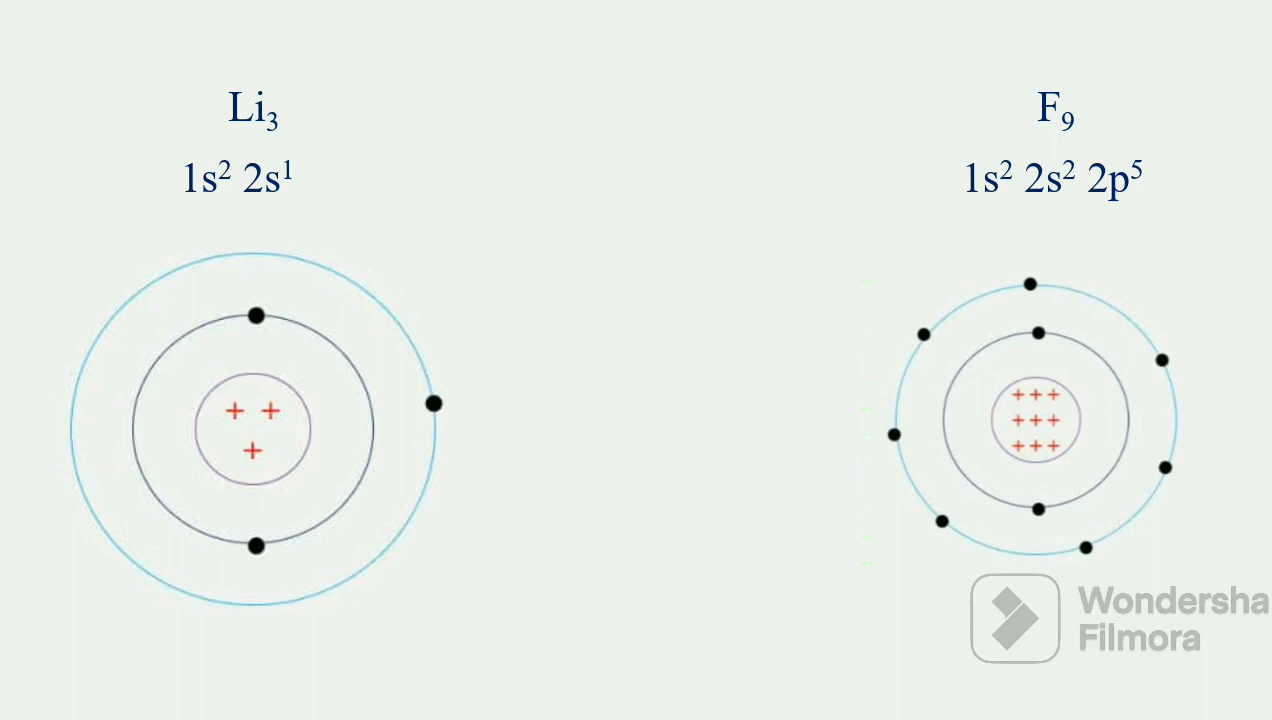 Li₃
1s² 2s¹
F₉
1s² 2s² 2p⁵
+ +
+
+++
+++
+++
Wondersha
Filmora